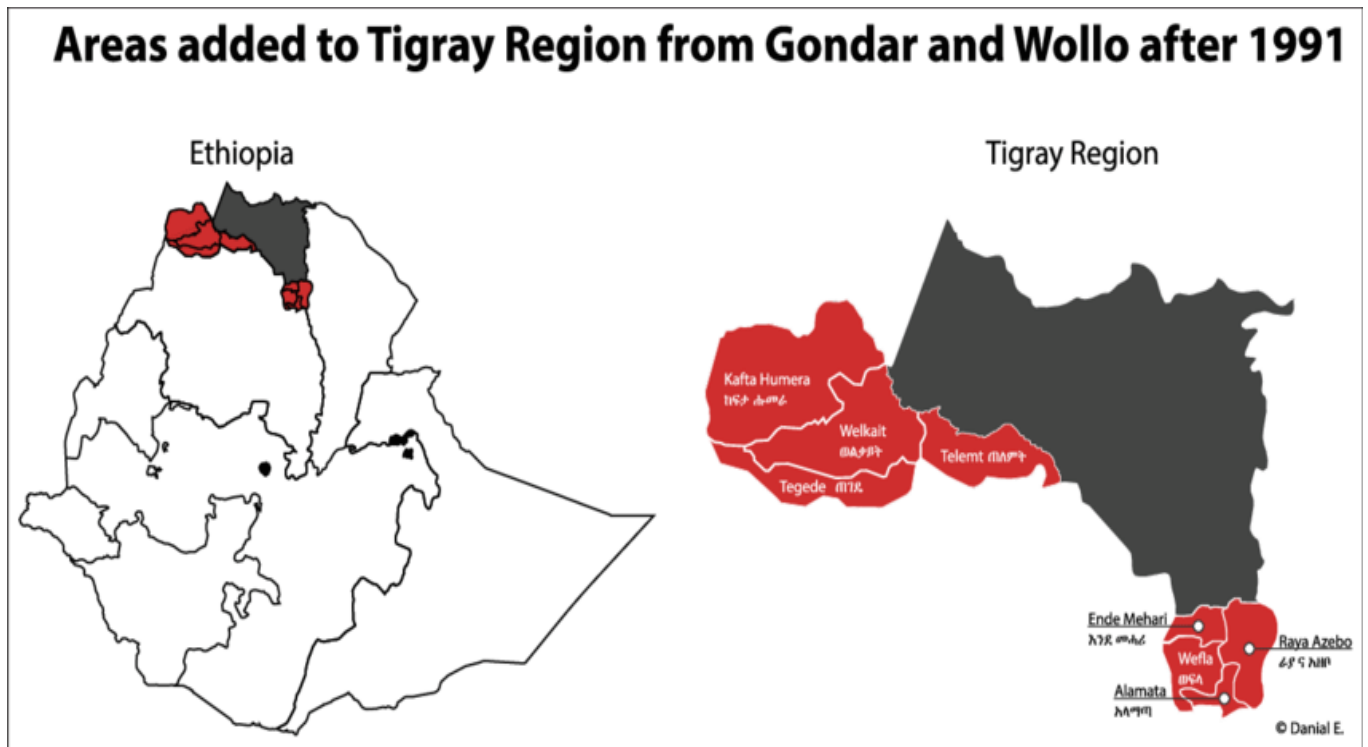 Areas added to Tigray Region from Gondar and Wollo after 1991
Ethiopia
Tigray Region
Kafta Humera
ከፍታ ሑመራ
Welkait
ወልቃይት
Telemt ጠለምት
Tegede ጠገዴ
Ende Mehari
እንደ መሐሪ
Raya Azebo
ራያ ና አዘቦ
Wefla
ወፍላ
Alamata
አላማጣ
© Danial E.